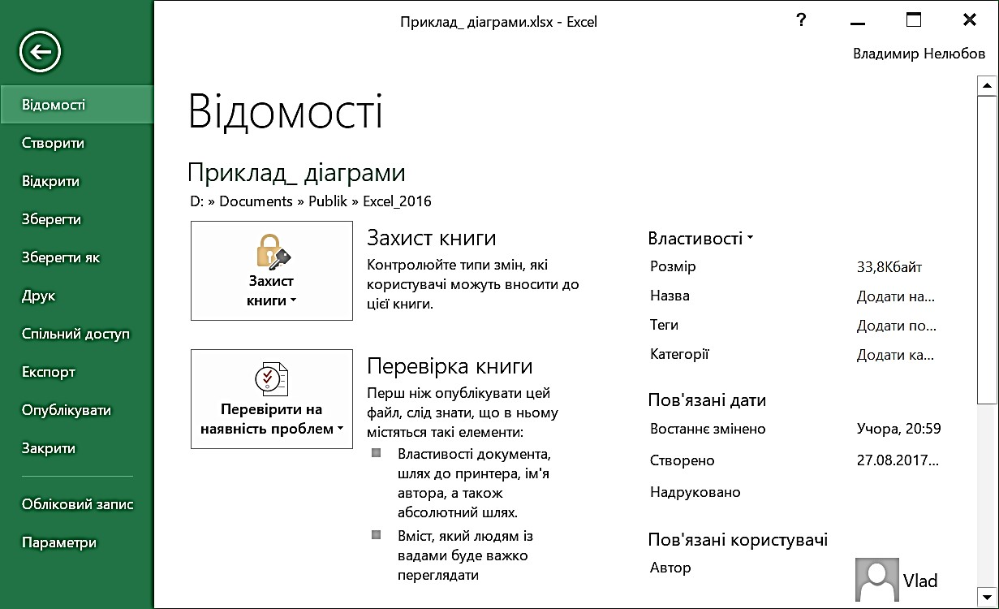 Приклад_ діаграми.xlsx - Excel
?
Владимир Нелюбов
Відомості
Створити
Відкрити
Зберегти
Зберегти як
Друк
Спільний доступ
Експорт
Опублікувати
Закрити
Обліковий запис
Параметри
Відомості
Приклад_ діаграми
D: » Documents » Publik » Excel_2016
Захист
книги
Захист книги
Контролюйте типи змін, які
користувачі можуть вносити до
цієї книги.
Перевірити на
наявність проблем
Перевірка книги
Перш ніж опублікувати цей
файл, слід знати, що в ньому
містяться такі елементи:
Властивості документа,
шлях до принтера, ім'я
автора, а також
абсолютний шлях.
Вміст, який людям із
вадами буде важко
переглядати
Властивості
Розмір 33,8Кбайт
Назва Додати на...
Теги Додати по...
Категорії Додати ка...
Пов'язані дати
Востаннє змінено Учора, 20:59
Створено 27.08.2017...
Надруковано
Пов'язані користувачі
Автор Vlad